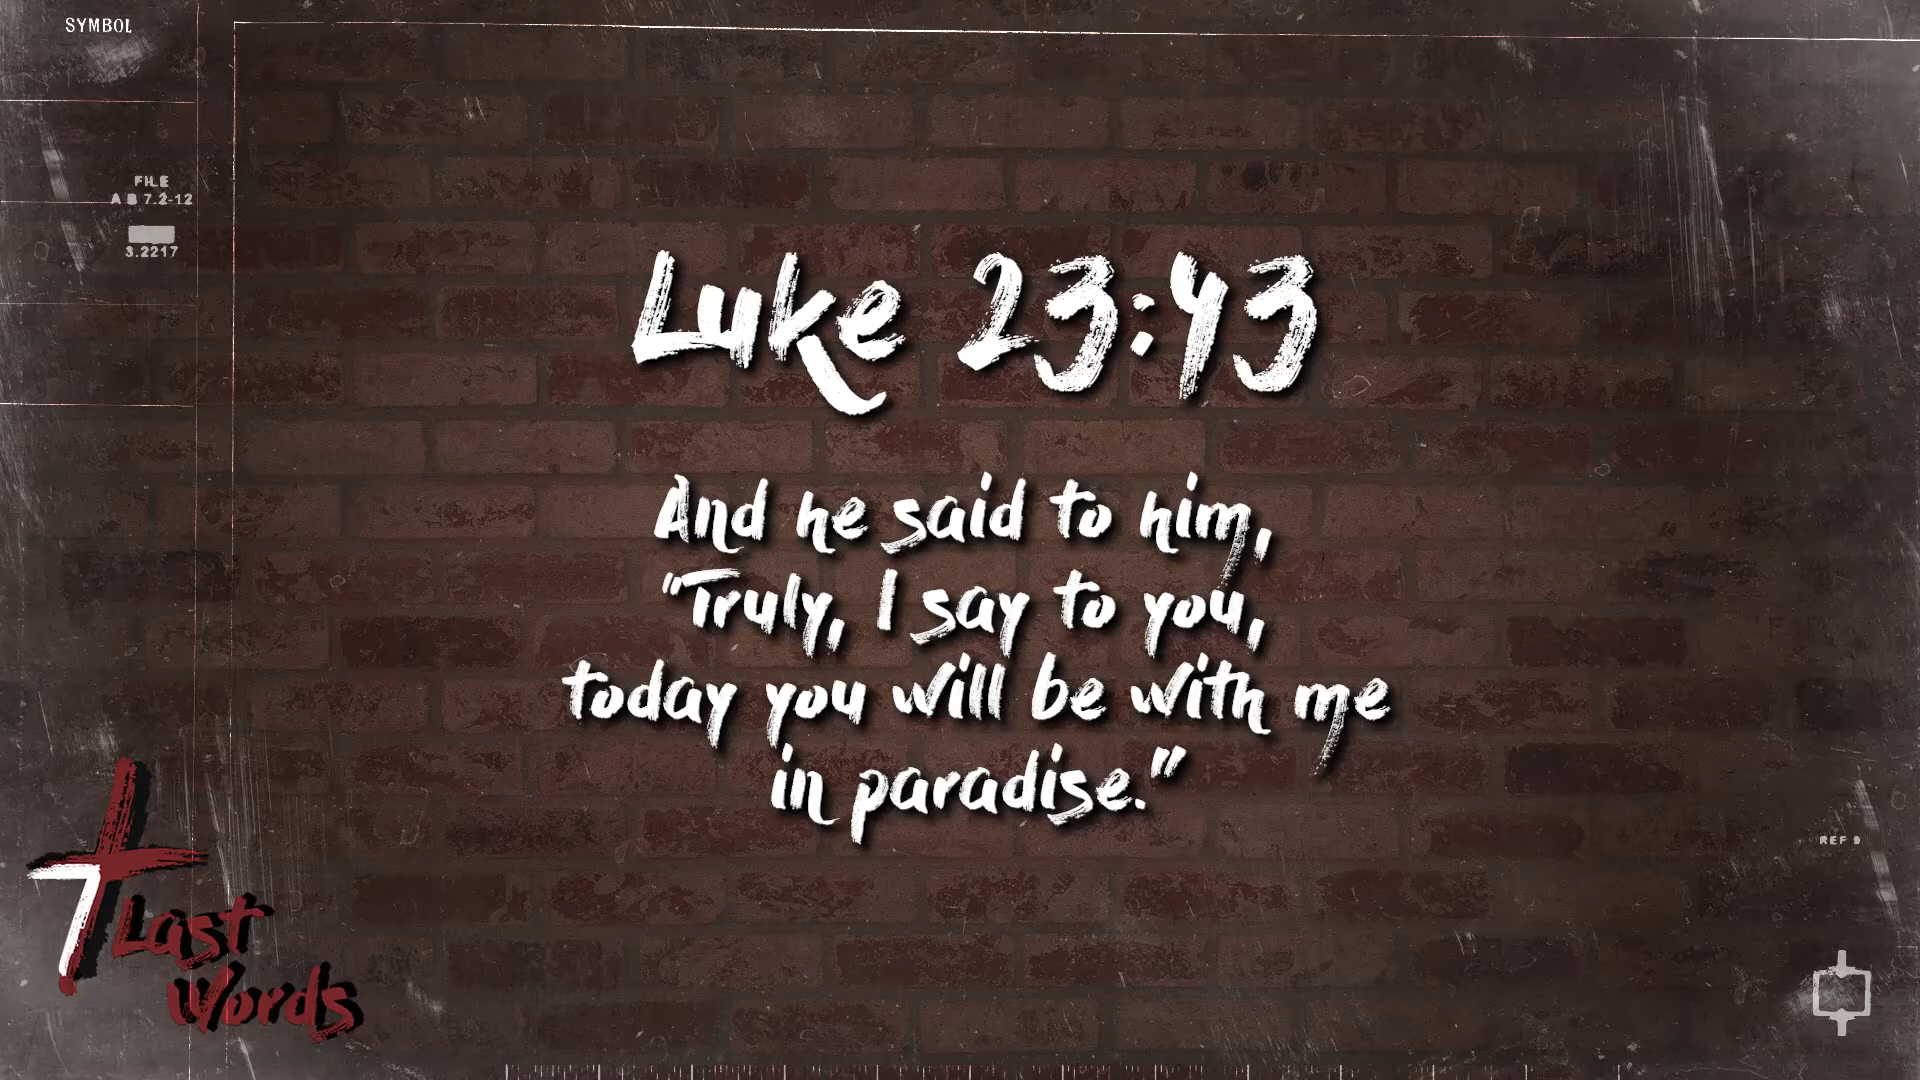 SYMBOL
FILE
A B 7.2-12
3.2217
Luke 23:43
And he said to him,
"Truly, I say to you,
today you will be with me
in paradise."
REF 9
7 Last
Words